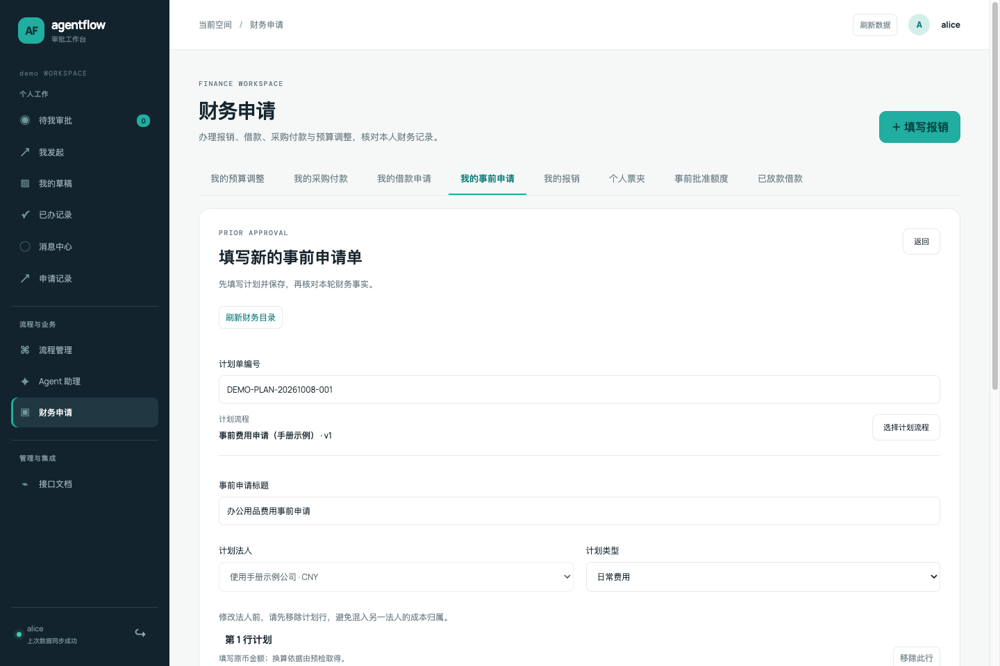 AF
agentflow
审批工作台
demo WORKSPACE
个人工作
待我审批
0
我发起
我的草稿
已办记录
消息中心
申请记录
流程与业务
流程管理
Agent 助理
财务申请
管理与集成
接口文档
alice
上次数据同步成功
当前空间 / 财务申请
刷新数据
A
alice
FINANCE WORKSPACE
财务申请
办理报销、借款、采购付款与预算调整，核对本人财务记录。
+ 填写报销
我的预算调整 我的采购付款 我的借款申请 我的事前申请 我的报销 个人票夹 事前批准额度 已放款借款
PRIOR APPROVAL
填写新的事前申请单
返回
先填写计划并保存，再核对本轮财务事实。
刷新财务目录
计划单编号
DEMO-PLAN-20261008-001
计划流程
事前费用申请（手册示例） · v1
选择计划流程
事前申请标题
办公用品费用事前申请
计划法人
使用手册示例公司 · CNY
计划类型
日常费用
修改法人前，请先移除计划行，避免混入另一法人的成本归属。
第 1 行计划
填写原币金额；换算依据由预检取得。
移除此行